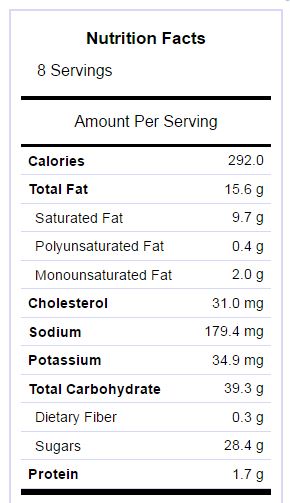 Nutrition Facts
8 Servings
Amount Per Serving
Calories 292.0
Total Fat 15.6 g
Saturated Fat 9.7 g
Polyunsaturated Fat 0.4 g
Monounsaturated Fat 2.0 g
Cholesterol 31.0 mg
Sodium 179.4 mg
Potassium 34.9 mg
Total Carbohydrate 39.3 g
Dietary Fiber 0.3 g
Sugars 28.4 g
Protein 1.7 g